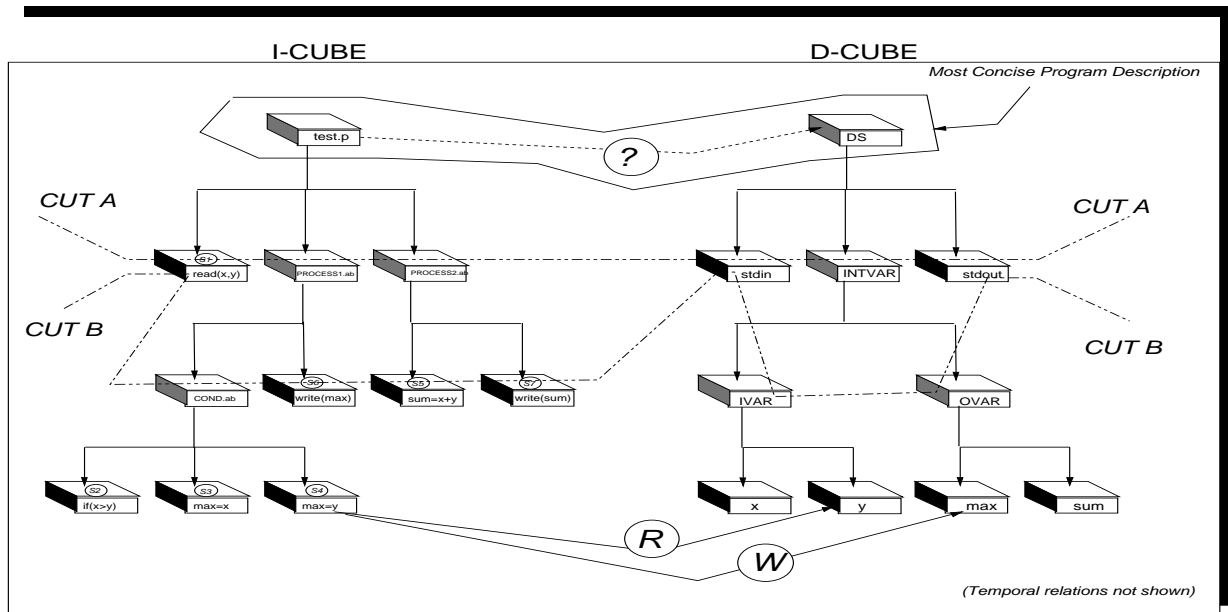 I-CUBE
D-CUBE
Most Concise Program Description
test.p
DS
?
CUT A
CUT A
S1
read(x,y)
PROCESS1.ab
PROCESS2.ab
stdin
INTVAR
stdout
CUT B
CUT B
COND.ab
S6
write(max)
S5
sum=x+y
S7
write(sum)
IVAR
OVAR
S2
if(x>y)
S3
max=x
S4
max=y
x
y
max
sum
R
W
(Temporal relations not shown)